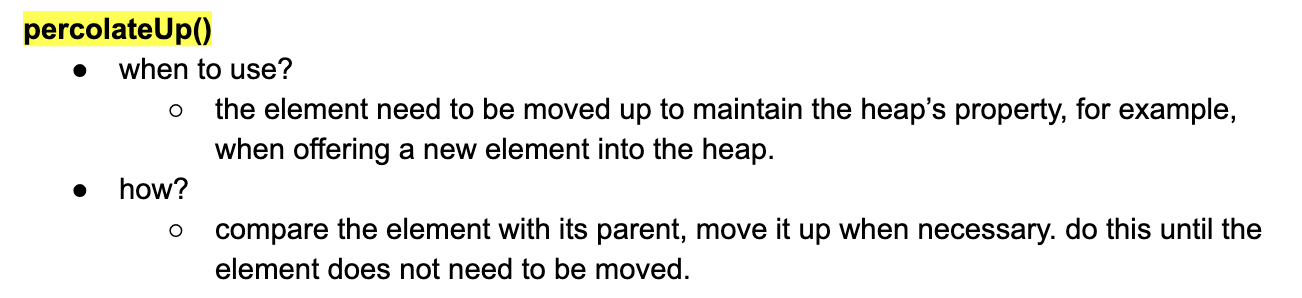 percolateUp()
● when to use?
○ the element need to be moved up to maintain the heap’s property, for example,
when offering a new element into the heap.
● how?
○ compare the element with its parent, move it up when necessary. do this until the
element does not need to be moved.